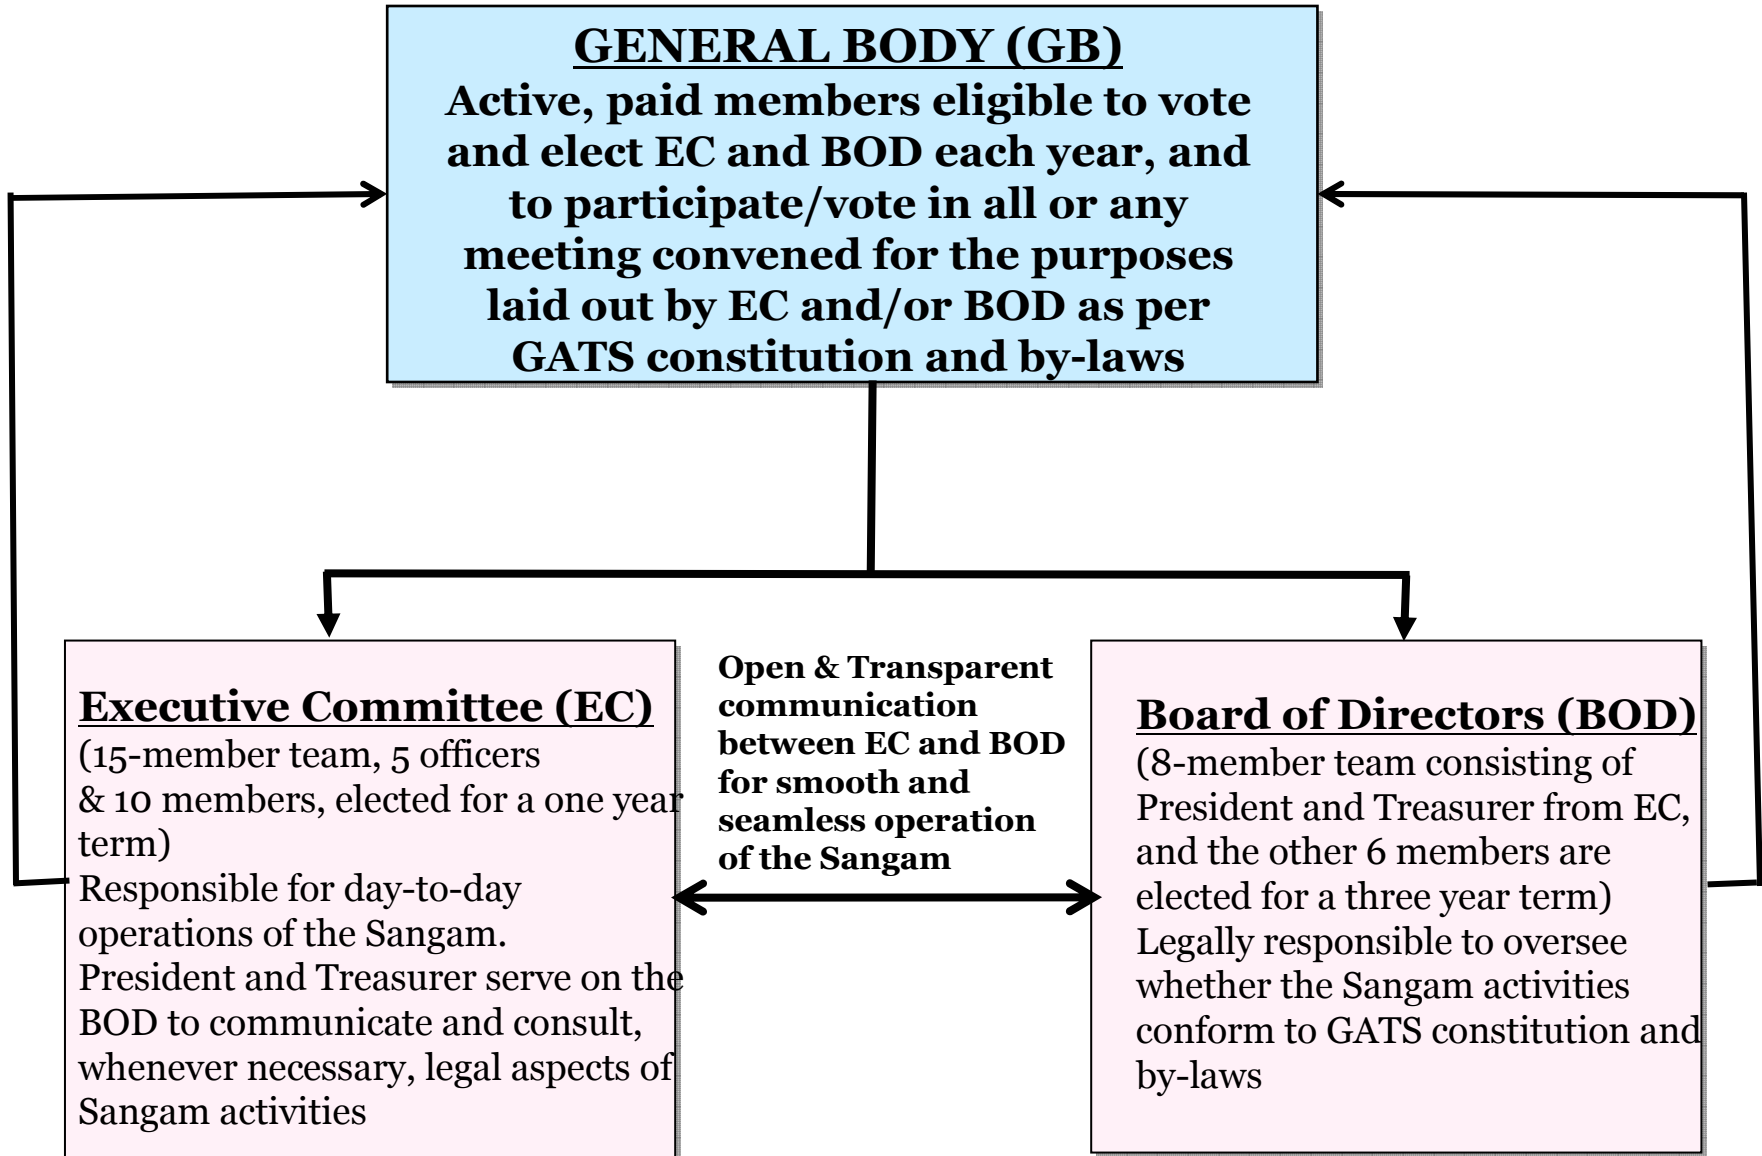 GENERAL BODY (GB)
Active, paid members eligible to vote
and elect EC and BOD each year, and
to participate/vote in all or any
meeting convened for the purposes
laid out by EC and/or BOD as per
GATS constitution and by-laws
Executive Committee (EC)
(15-member team, 5 officers
& 10 members, elected for a one year
term)
Responsible for day-to-day
operations of the Sangam.
President and Treasurer serve on the
BOD to communicate and consult,
whenever necessary, legal aspects of
Sangam activities
Open & Transparent
communication
between EC and BOD
for smooth and
seamless operation
of the Sangam
Board of Directors (BOD)
(8-member team consisting of
President and Treasurer from EC,
and the other 6 members are
elected for a three year term)
Legally responsible to oversee
whether the Sangam activities
conform to GATS constitution and
by-laws